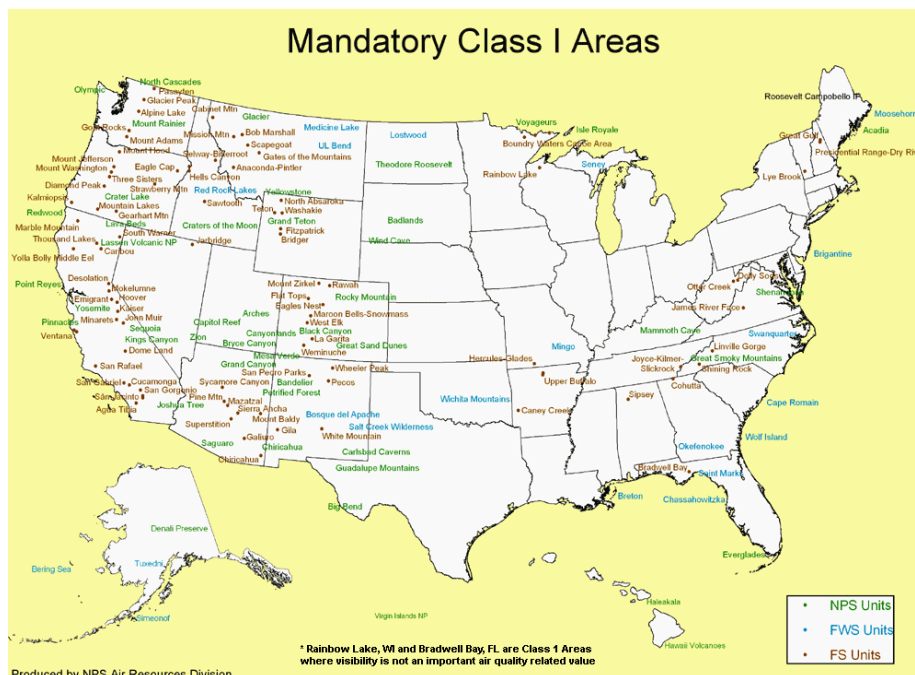 Mandatory Class I Areas
North Cascades
Pasayten
Olympic
Glacier Peak
Alpine Lake
Cabinet Mtn
Glacier
Goat Rocks
Mount Rainier
Mission Mtn
Bob Marshall
Medicine Lake
Lostwood
Voyageurs
Isle Royale
Roosevelt Campobello IP
Moosehorn
Acadia
Great Gulf
Presidential Range-Dry Riv
Mount Adams
Mount Hood
Scapegoat
UL Bend
Boundry Waters Canoe Area
Selway-Bitterroot
Gates of the Mountains
Mount Jefferson
Mount Washington
Eagle Cap
Anaconda-Pintler
Theodore Roosevelt
Rainbow Lake
Seney
Lye Brook
Three Sisters
Hells Canyon
Diamond Peak
Strawberry Mtn
Red Rock Lakes
Yellowstone
Kalmiopsis
Crater Lake
Sawtooth
North Absaroka
Mountain Lakes
Teton
Washakie
Redwood
Gearhart Mtn
Grand Teton
Badlands
Marble Mountain
Lava Beds
Craters of the Moon
Fitzpatrick
South Warner
Bridger
Thousand Lakes
Lassen Volcanic NP
Jarbridge
Wind Cave
Caribou
Yolla Bolly Middle Eel
Brigantine
Desolation
Mokelumne
Mount Zirkel
Rawah
Dolly Sods
Otter Creek
Point Reyes
Emigrant
Hoover
Flat Tops
Rocky Mountain
Shenandoah
Yosemite
Kaiser
Eagles Nest
James River Face
Pinnacles
Minarets
John Muir
Arches
Maroon Bells-Snowmass
Capitol Reef
West Elk
Ventana
Sequoia
Canyonlands
Black Canyon
Mammoth Cave
Swanquarter
Kings Canyon
Zion
Bryce Canyon
La Garita
Great Sand Dunes
Mingo
Linville Gorge
Dome Land
Mesa Verde
Weminuche
Hercules-Glades
Joyce-Kilmer-
Slickrock
Great Smoky Mountains
San Rafael
Grand Canyon
Wheeler Peak
Shining Rock
San Pedro Parks
Upper Buffalo
San Gabriel
Cucamonga
Sycamore Canyon
Bandelier
Pecos
Cohutta
San Gorgonio
Petrified Forest
San Jacinto
Pine Mtn
Mazatzal
Wichita Mountains
Sipsey
Cape Romain
Agua Tibia
Joshua Tree
Sierra Ancha
Bosque del Apache
Caney Creek
Superstition
Mount Baldy
Salt Creek Wilderness
Gila
White Mountain
Galiuro
Saguaro
Chiricahua
Carlsbad Caverns
Okefenokee
Wolf Island
Chiricahua
Guadalupe Mountains
Bradwell Bay
Saint Marks
Big Bend
Breton
Chassahowitzka
Denali Preserve
Everglades
Bering Sea
Tuxedni
Simeonof
Virgin Islands NP
Haleakale
Hawaii Volcanoes
NPS Units
FWS Units
FS Units
* Rainbow Lake, WI and Bradwell Bay, FL are Class 1 Areas
where visibility is not an important air quality related value
Produced by NPS Air Resources Division